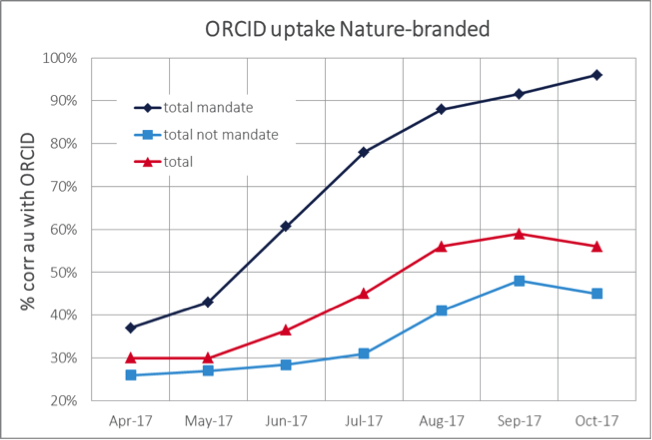 ORCID uptake Nature-branded
100%
90%
80%
70%
60%
50%
40%
30%
20%
% corr au with ORCID
total mandate
total not mandate
total
Apr-17 May-17 Jun-17 Jul-17 Aug-17 Sep-17 Oct-17